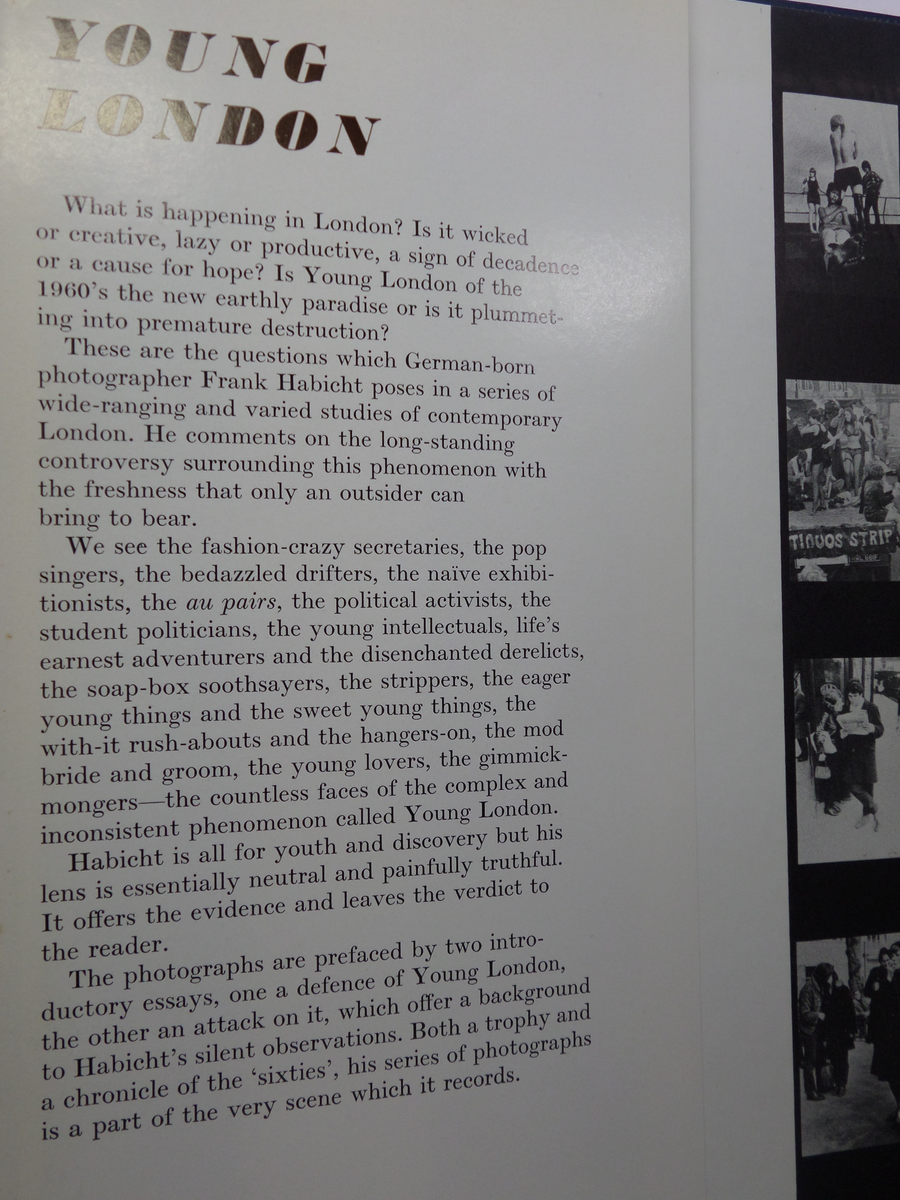 YOUNG
LONDON
What is happening in London? Is it wicked
or creative, lazy or productive, a sign of decadence
or a cause for hope? Is Young London of the
1960's the new earthly paradise or is it plummet-
ing into premature destruction?
These are the questions which German-born
photographer Frank Habicht poses in a series of
wide-ranging and varied studies of contemporary
London. He comments on the long-standing
controversy surrounding this phenomenon with
the freshness that only an outsider can
bring to bear.
We see the fashion-crazy secretaries, the pop
singers, the bedazzled drifters, the naïve exhibi-
tionists, the au pairs, the political activists, the
student politicians, the young intellectuals, life's
earnest adventurers and the disenchanted derelicts,
the soap-box soothsayers, the strippers, the eager
young things and the sweet young things, the
with-it rush-abouts and the hangers-on, the mod
bride and groom, the young lovers, the gimmick-
mongers—the countless faces of the complex and
inconsistent phenomenon called Young London.
Habicht is all for youth and discovery but his
lens is essentially neutral and painfully truthful.
It offers the evidence and leaves the verdict to
the reader.
The photographs are prefaced by two intro-
ductory essays, one a defence of Young London,
the other an attack on it, which offer a background
to Habicht's silent observations. Both a trophy and
a chronicle of the 'sixties', his series of photographs
is a part of the very scene which it records.
TINUOS STRIP